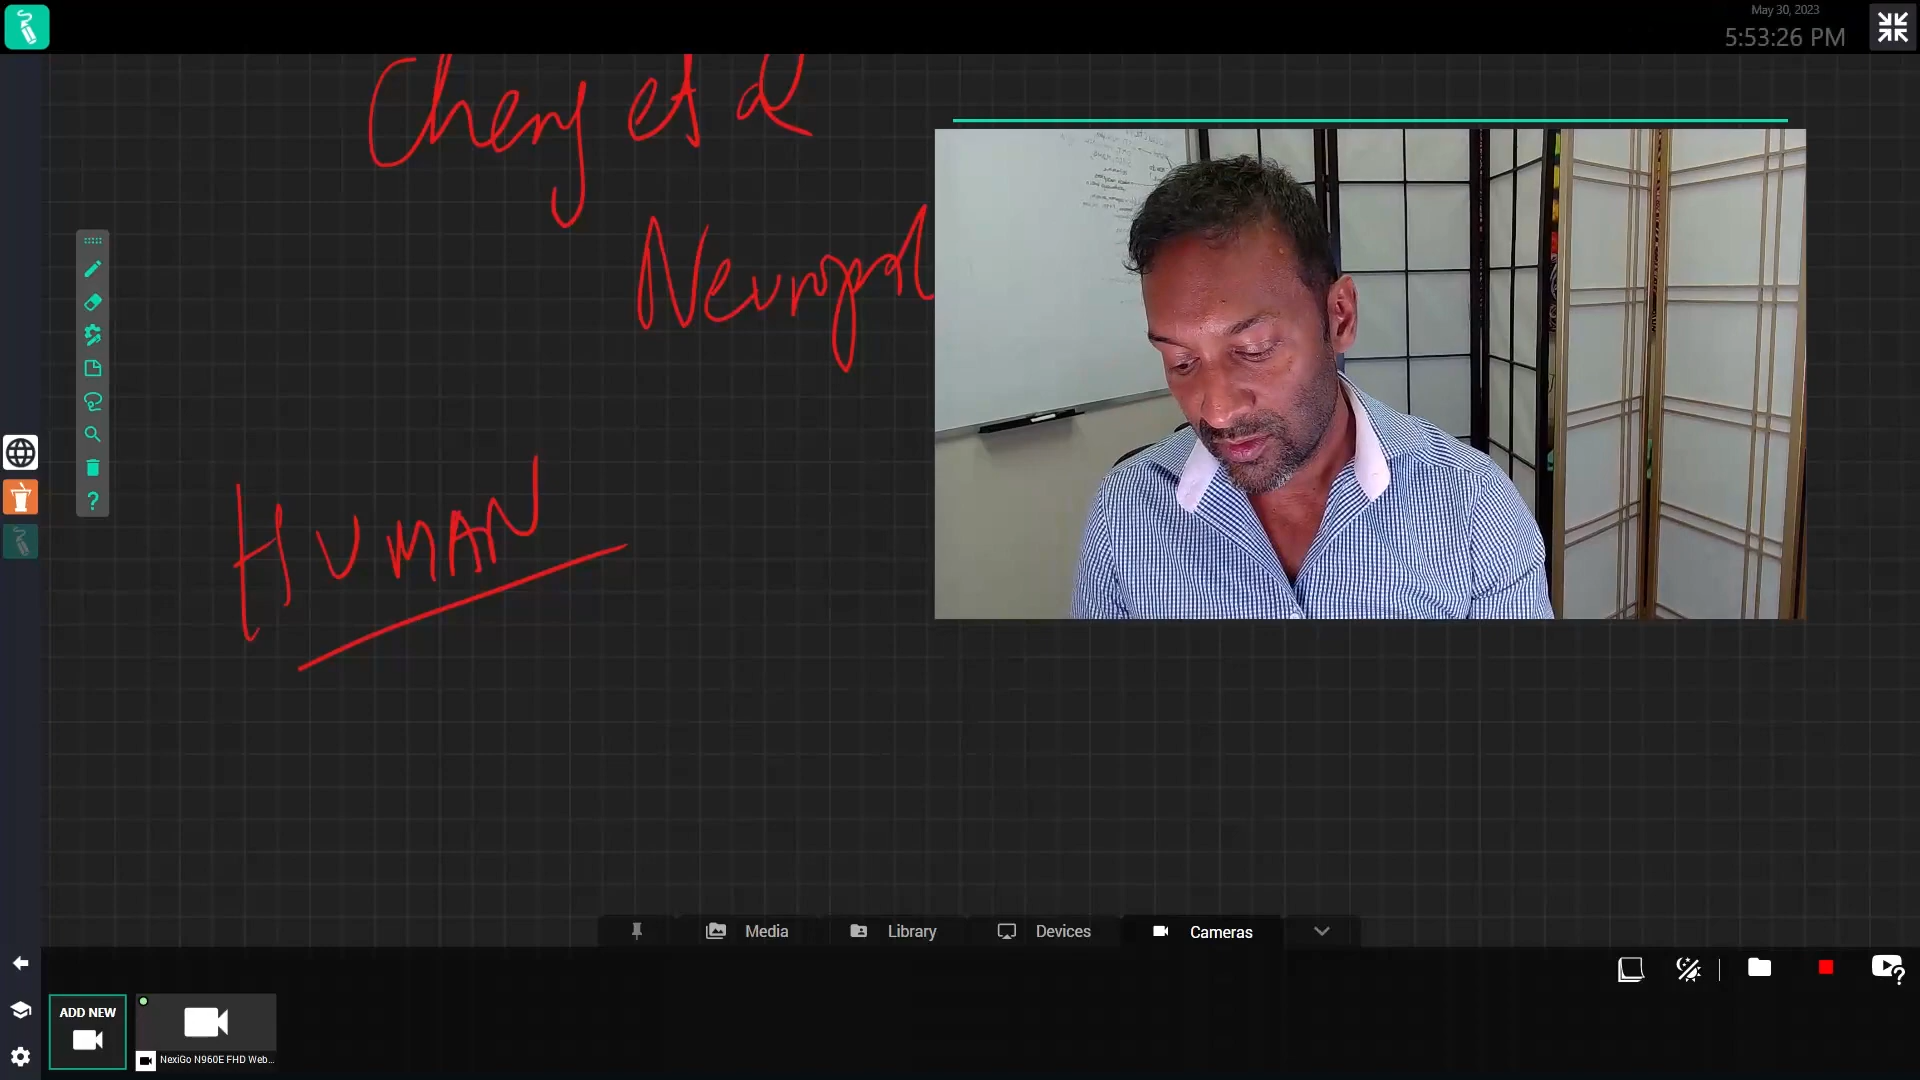 May 30, 2023
5:53:26 PM
Cheng et al
HUMAN
?
Media
Library
Devices
Cameras
ADD NEW
NexiGo N960E FHD Web...